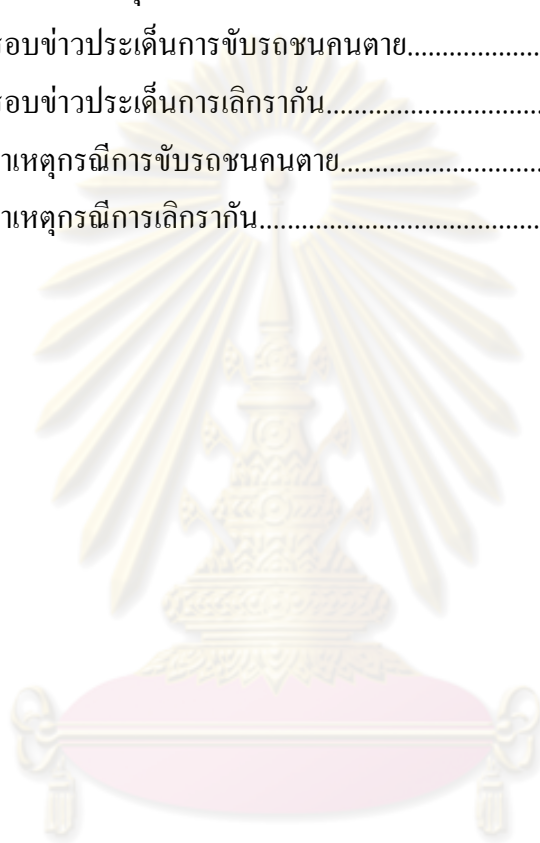 รอบข่าวประเด็นการขับรถชนคนตาย....................
รอบข่าวประเด็นการเลิกรากัน................................
าเหตุกรณีการขับรถชนคนตาย..............................
าเหตุกรณีการเลิกรากัน..........................................